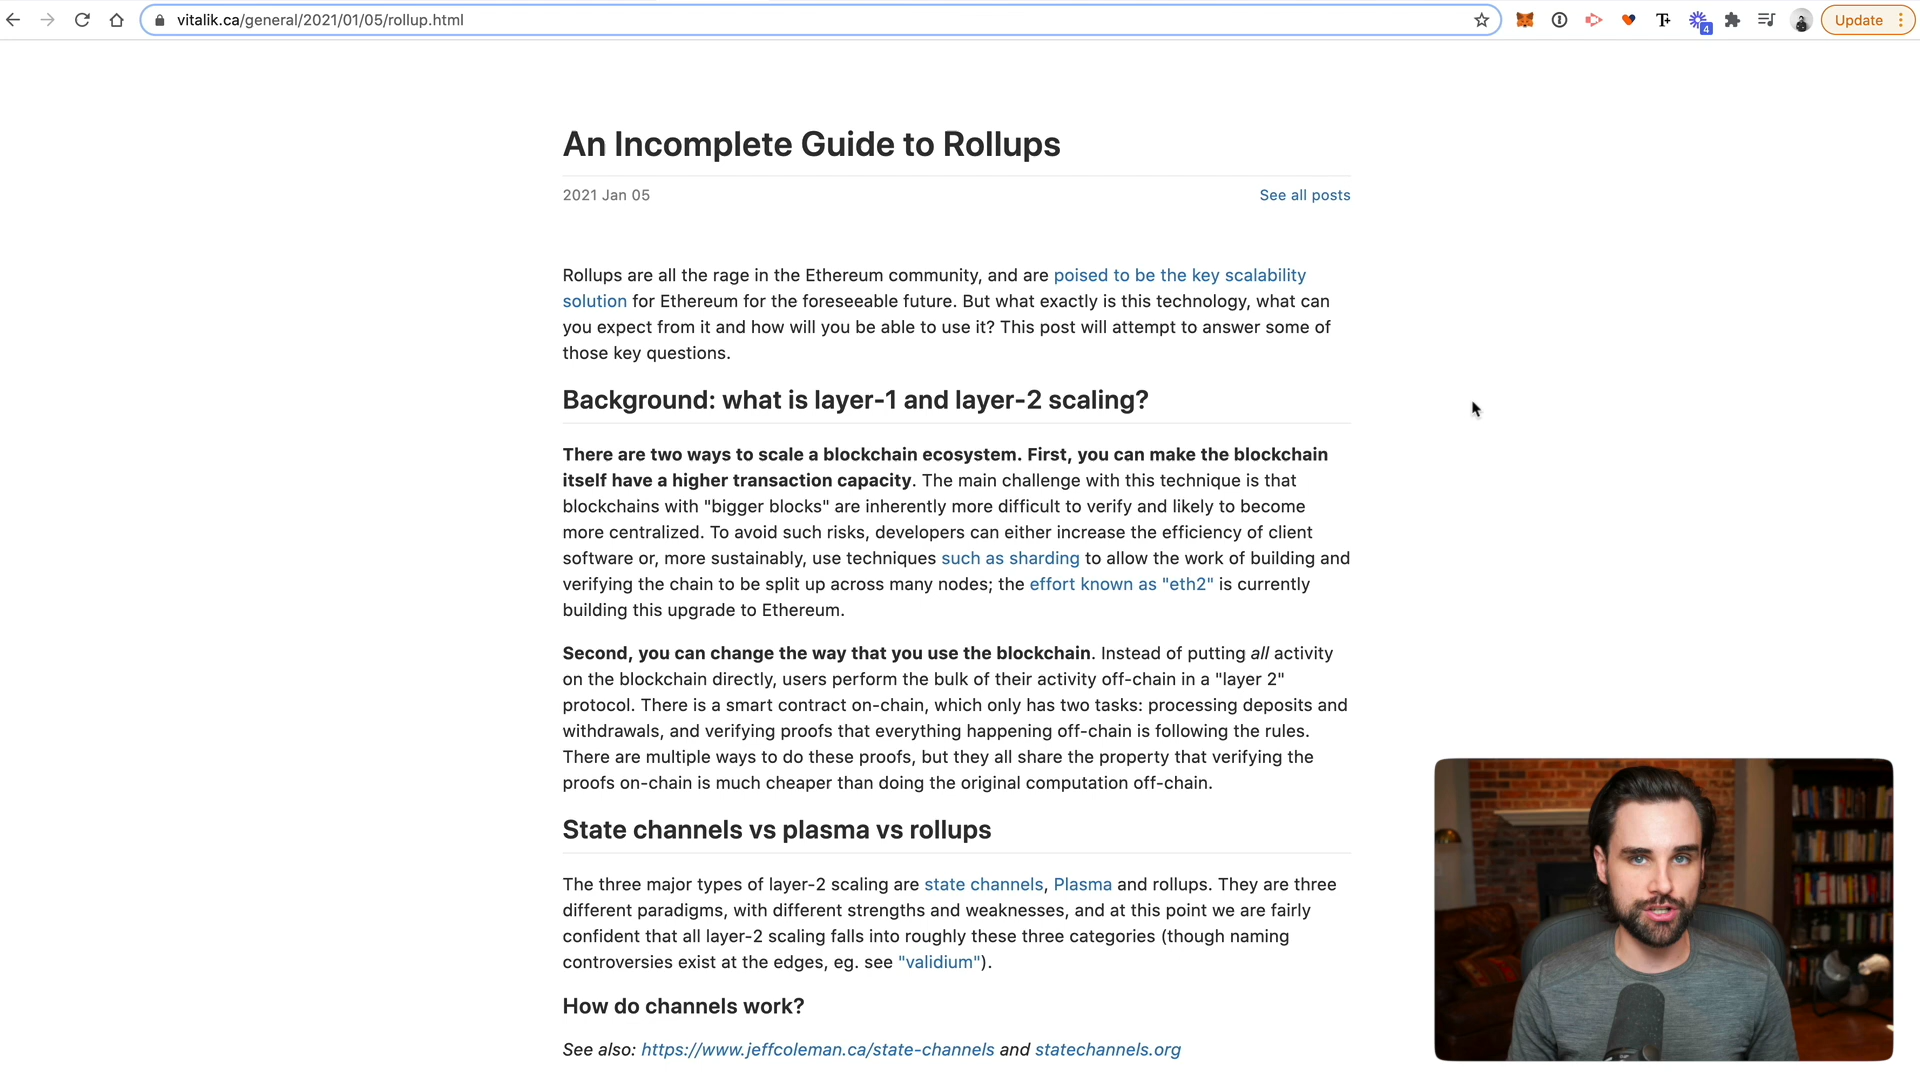 vitalik.ca/general/2021/01/05/rollup.html
4
Update
An Incomplete Guide to Rollups
2021 Jan 05
See all posts
Rollups are all the rage in the Ethereum community, and are poised to be the key scalability
solution for Ethereum for the foreseeable future. But what exactly is this technology, what can
you expect from it and how will you be able to use it? This post will attempt to answer some of
those key questions.
Background: what is layer-1 and layer-2 scaling?
There are two ways to scale a blockchain ecosystem. First, you can make the blockchain
itself have a higher transaction capacity. The main challenge with this technique is that
blockchains with "bigger blocks" are inherently more difficult to verify and likely to become
more centralized. To avoid such risks, developers can either increase the efficiency of client
software or, more sustainably, use techniques such as sharding to allow the work of building and
verifying the chain to be split up across many nodes; the effort known as "eth2" is currently
building this upgrade to Ethereum.
Second, you can change the way that you use the blockchain. Instead of putting all activity
on the blockchain directly, users perform the bulk of their activity off-chain in a "layer 2"
protocol. There is a smart contract on-chain, which only has two tasks: processing deposits and
withdrawals, and verifying proofs that everything happening off-chain is following the rules.
There are multiple ways to do these proofs, but they all share the property that verifying the
proofs on-chain is much cheaper than doing the original computation off-chain.
State channels vs plasma vs rollups
The three major types of layer-2 scaling are state channels, Plasma and rollups. They are three
different paradigms, with different strengths and weaknesses, and at this point we are fairly
confident that all layer-2 scaling falls into roughly these three categories (though naming
controversies exist at the edges, eg. see "validium").
How do channels work?
See also: https://www.jeffcoleman.ca/state-channels and statechannels.org